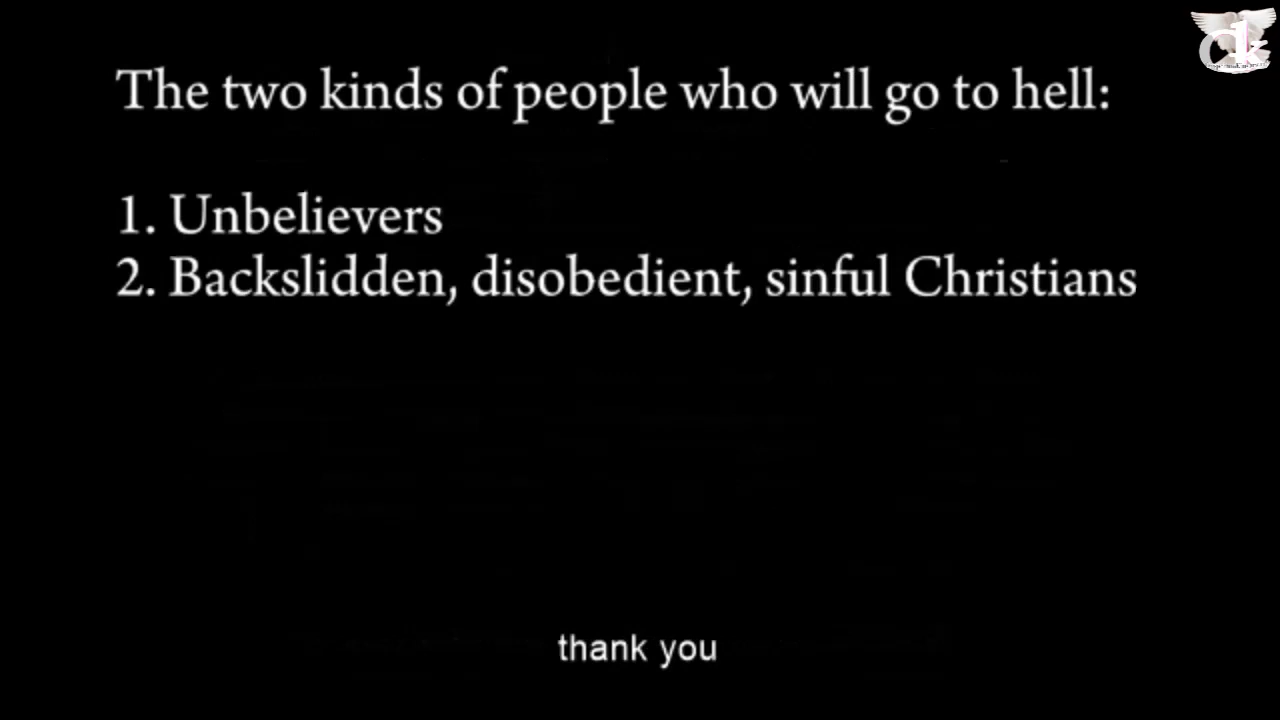 The two kinds of people who will go to hell:
1. Unbelievers
2. Backslidden, disobedient, sinful Christians
thank you